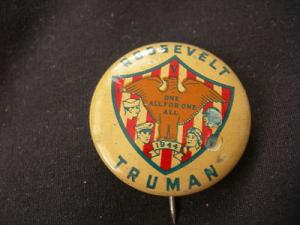 ROOSEVELT
V
ONE
ALL FOR ONE
ALL
1944
TRUMAN